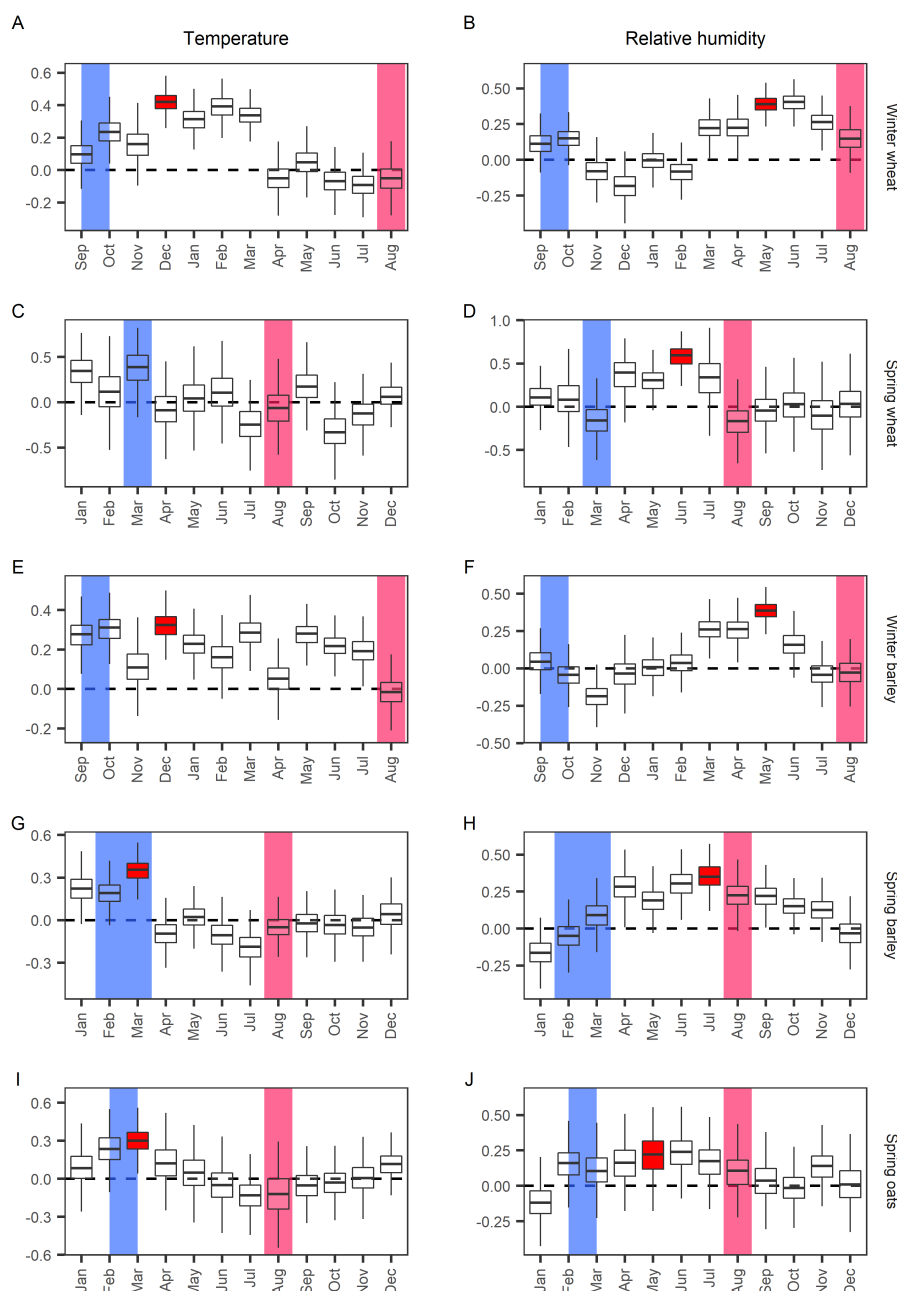 A
B
Temperature
Relative humidity
0.6
0.4
0.2
0.0
-0.2
Sep
Oct
Nov
Dec
Jan
Feb
Mar
Apr
May
Jun
Jul
Aug
0.50
0.25
0.00
-0.25
Sep
Oct
Nov
Dec
Jan
Feb
Mar
Apr
May
Jun
Jul
Aug
Winter wheat
C
D
0.5
0.0
-0.5
Jan
Feb
Mar
Apr
May
Jun
Jul
Aug
Sep
Oct
Nov
Dec
1.0
0.5
0.0
-0.5
Jan
Feb
Mar
Apr
May
Jun
Jul
Aug
Sep
Oct
Nov
Dec
Spring wheat
E
F
0.4
0.2
0.0
-0.2
Sep
Oct
Nov
Dec
Jan
Feb
Mar
Apr
May
Jun
Jul
Aug
0.50
0.25
0.00
-0.25
-0.50
Sep
Oct
Nov
Dec
Jan
Feb
Mar
Apr
May
Jun
Jul
Aug
Winter barley
G
H
0.6
0.3
0.0
-0.3
Jan
Feb
Mar
Apr
May
Jun
Jul
Aug
Sep
Oct
Nov
Dec
0.50
0.25
0.00
-0.25
Jan
Feb
Mar
Apr
May
Jun
Jul
Aug
Sep
Oct
Nov
Dec
Spring barley
I
J
0.6
0.3
0.0
-0.3
-0.6
Jan
Feb
Mar
Apr
May
Jun
Jul
Aug
Sep
Oct
Nov
Dec
0.50
0.25
0.00
-0.25
Jan
Feb
Mar
Apr
May
Jun
Jul
Aug
Sep
Oct
Nov
Dec
Spring oats